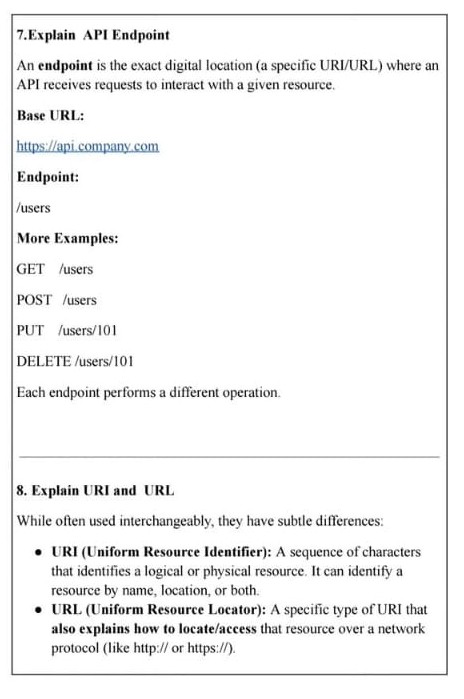 7.Explain API Endpoint
An endpoint is the exact digital location (a specific URI/URL) where an
API receives requests to interact with a given resource.
Base URL:
https://api.company.com
Endpoint:
/users
More Examples:
GET /users
POST /users
PUT /users/101
DELETE /users/101
Each endpoint performs a different operation.
8. Explain URI and URL
While often used interchangeably, they have subtle differences:
• URI (Uniform Resource Identifier): A sequence of characters
that identifies a logical or physical resource. It can identify a
resource by name, location, or both.
• URL (Uniform Resource Locator): A specific type of URI that
also explains how to locate/access that resource over a network
protocol (like http:// or https://).